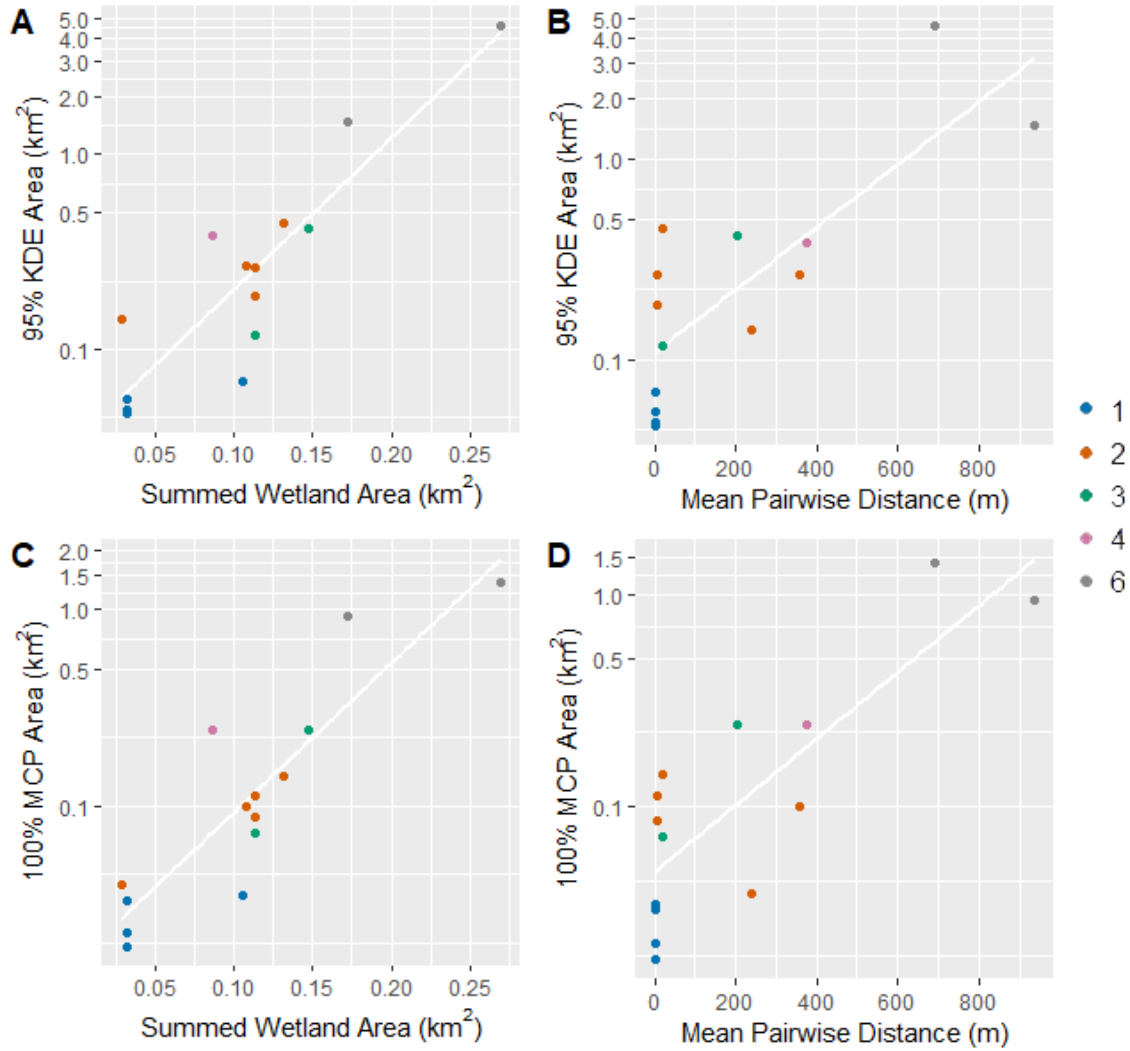 A
5.0
4.0
3.0
2.0
1.0
0.5
0.1
95% KDE Area (km²)
0.05 0.10 0.15 0.20 0.25
Summed Wetland Area (km²)
B
5.0
4.0
3.0
2.0
1.0
0.5
0.1
95% KDE Area (km²)
0 200 400 600 800
Mean Pairwise Distance (m)
C
2.0
1.5
1.0
0.5
0.1
100% MCP Area (km²)
0.05 0.10 0.15 0.20 0.25
Summed Wetland Area (km²)
D
1.5
1.0
0.5
0.1
100% MCP Area (km²)
0 200 400 600 800
Mean Pairwise Distance (m)
1
2
3
4
6